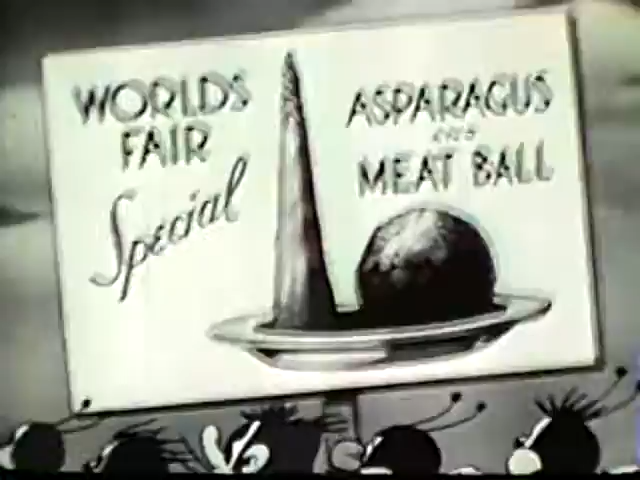 WORLDS
FAIR
Special
ASPARAGUS
AND
MEAT BALL